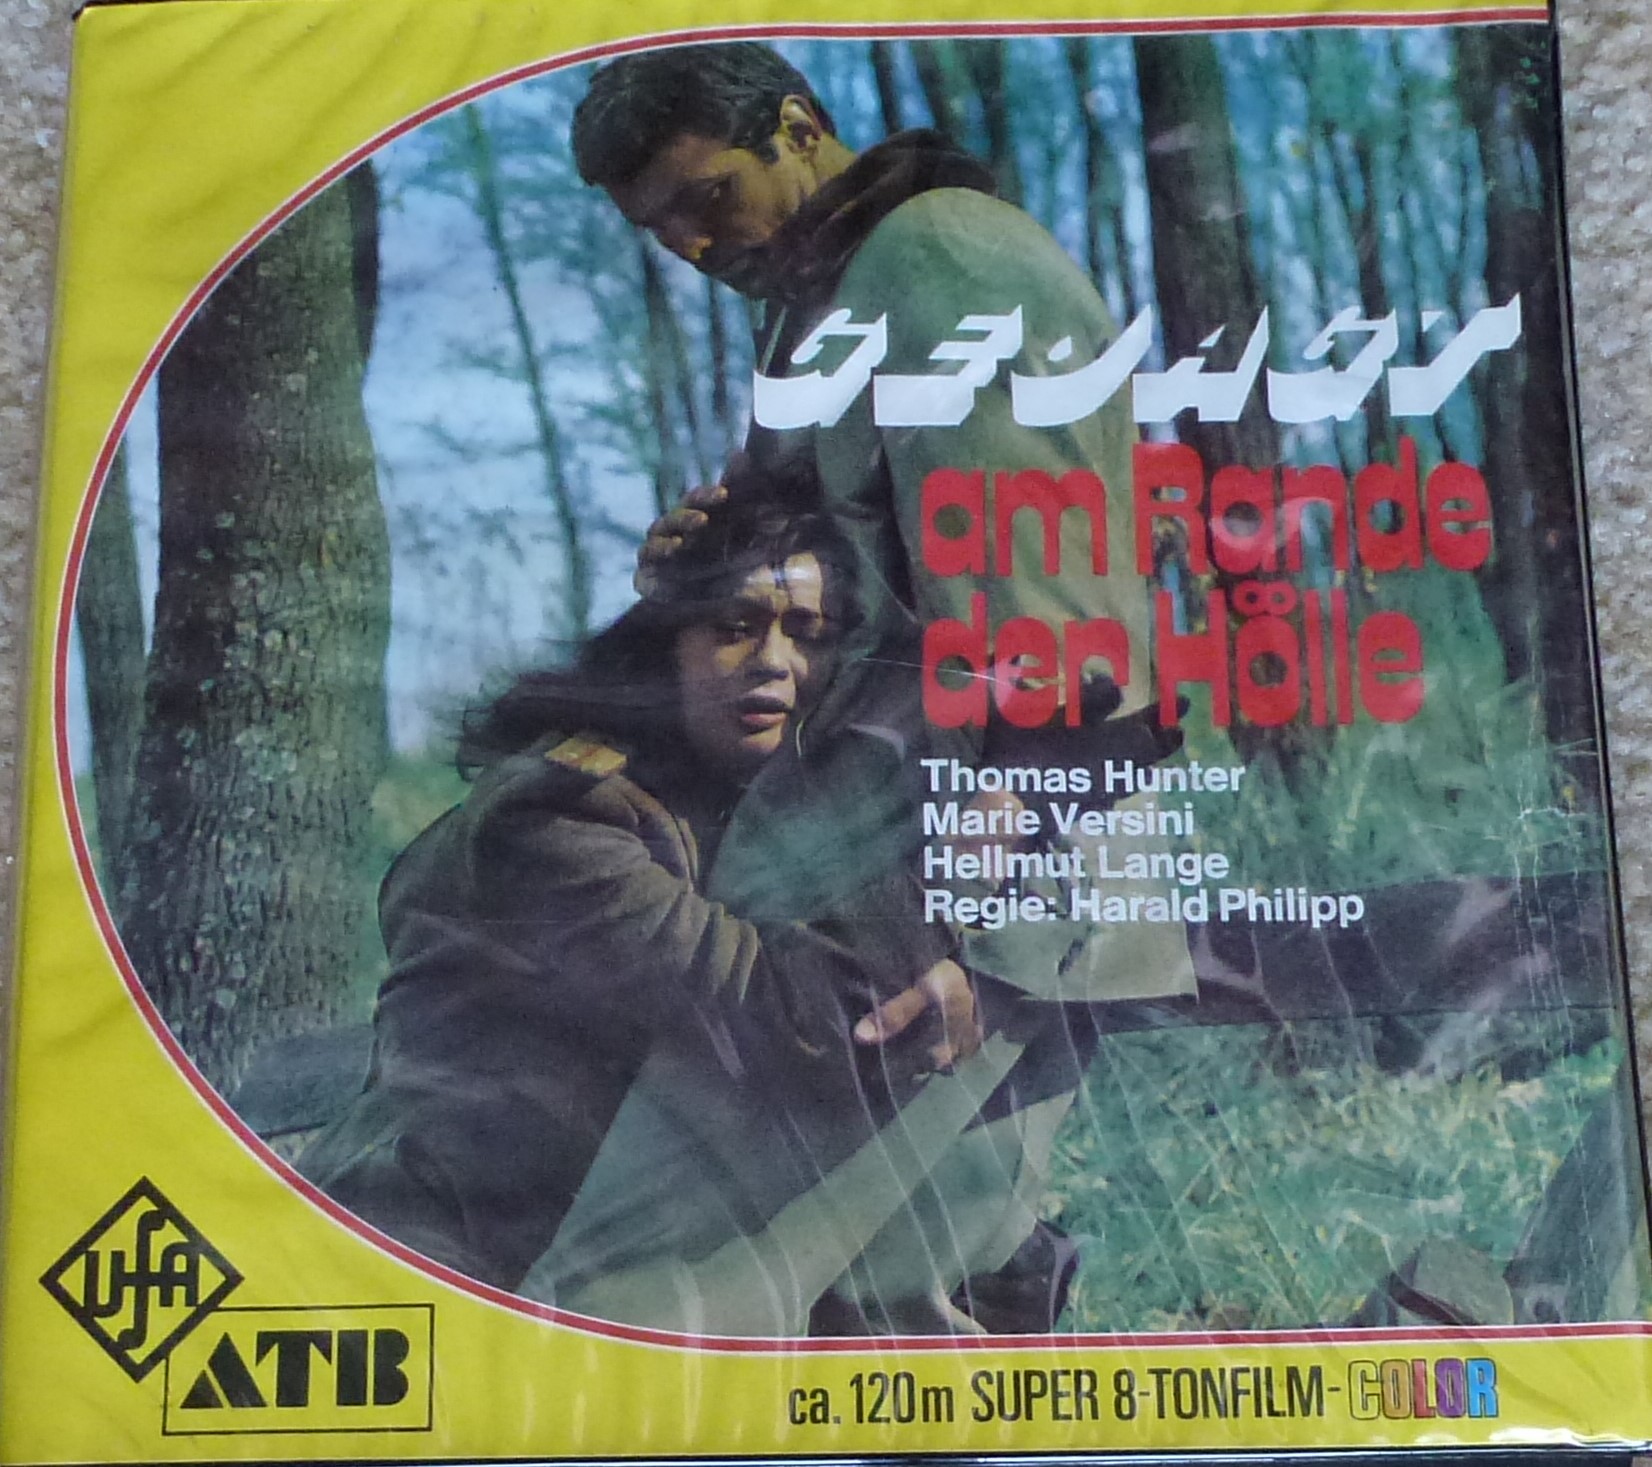 GEJAGT
am Rande
der Hölle
Thomas Hunter
Marie Versini
Hellmut Lange
Regie: Harald Philipp
UfA
ATB
ca. 120m SUPER 8-TONFILM-COLOR